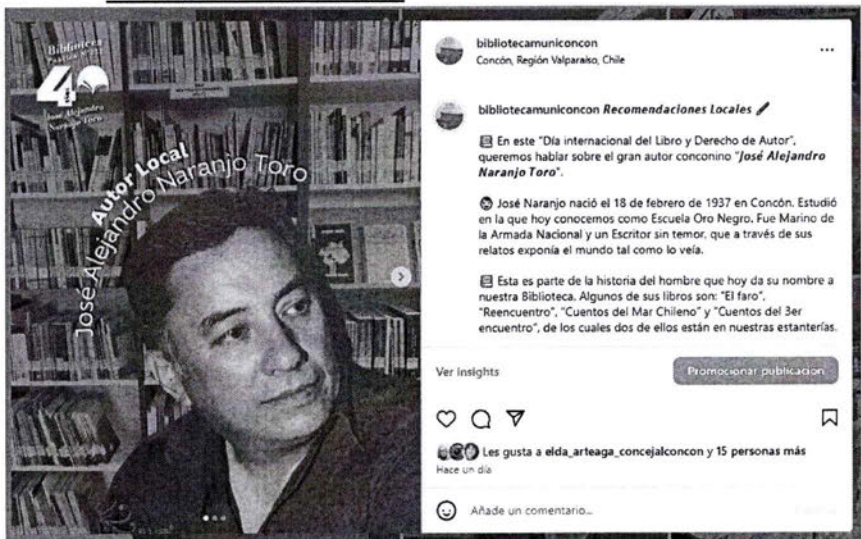 Biblioteca
Pública N° 232
40
José Alejandro
Naranjo Toro
Autor Local
José Alejandro Naranjo Toro
bibliotecamuniconcon
Concón, Región Valparaíso, Chile
bibliotecamuniconcon Recomendaciones Locales
En este "Día internacional del Libro y Derecho de Autor",
queremos hablar sobre el gran autor conconino "José Alejandro
Naranjo Toro".
José Naranjo nació el 18 de febrero de 1937 en Concón. Estudió
en la que hoy conocemos como Escuela Oro Negro. Fue Marino de
la Armada Nacional y un Escritor sin temor, que a través de sus
relatos exponía el mundo tal como lo veía.
Esta es parte de la historia del hombre que hoy da su nombre a
nuestra Biblioteca. Algunos de sus libros son: "El faro",
"Reencuentro", "Cuentos del Mar Chileno" y "Cuentos del 3er
encuentro", de los cuales dos de ellos están en nuestras estanterías.
Ver Insights
Promocionar publicacion
Les gusta a elda_arteaga_concejalconcon y 15 personas más
Hace un día
Añade un comentario...